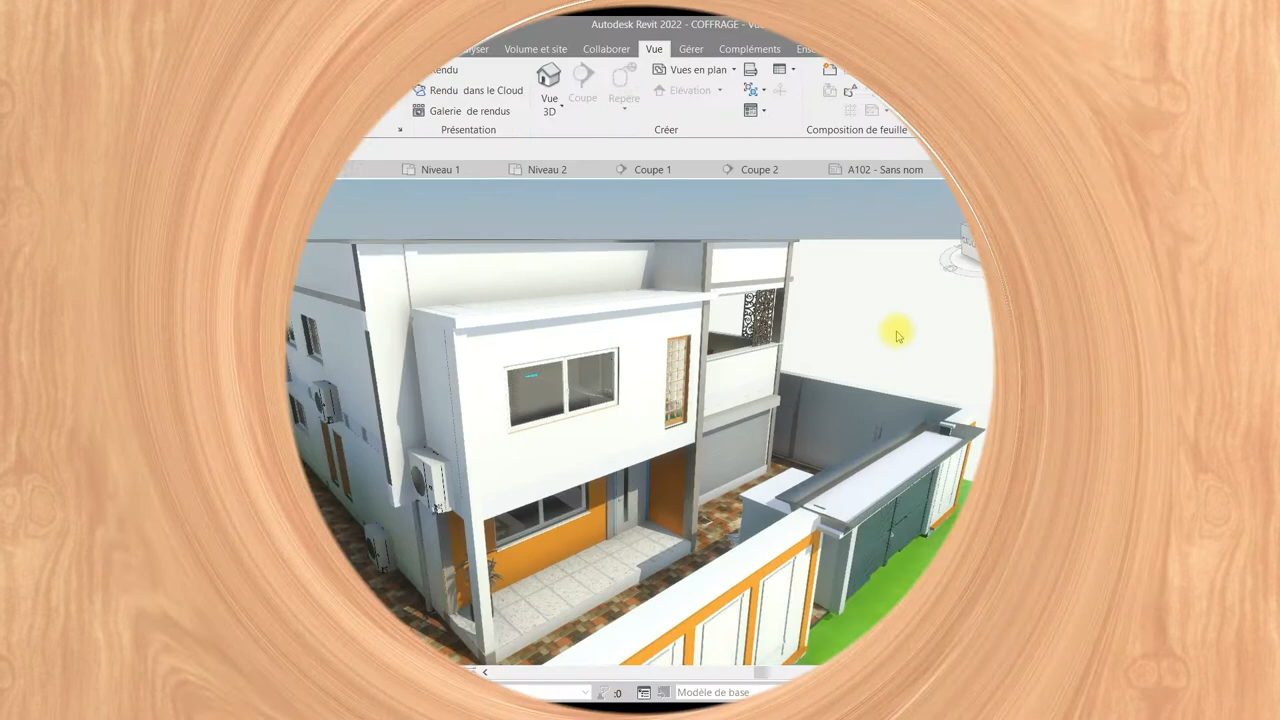 Autodesk Revit 2022 - COFFRAGE -
Volume et site Collaborer Vue Gérer Compléments
Vues en plan
Rendu dans le Cloud Vue Coupe Repère Elévation
Galerie de rendus 3D
Présentation Créer Composition de feuille
Niveau 1 Niveau 2 Coupe 1 Coupe 2 A102 - Sans nom
:0 Modèle de base